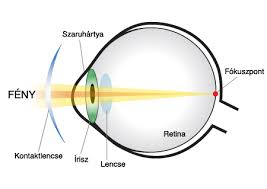 Szaruhártya
Fókuszpont
FÉNY
Retina
Kontaktlencse
Írisz
Lencse